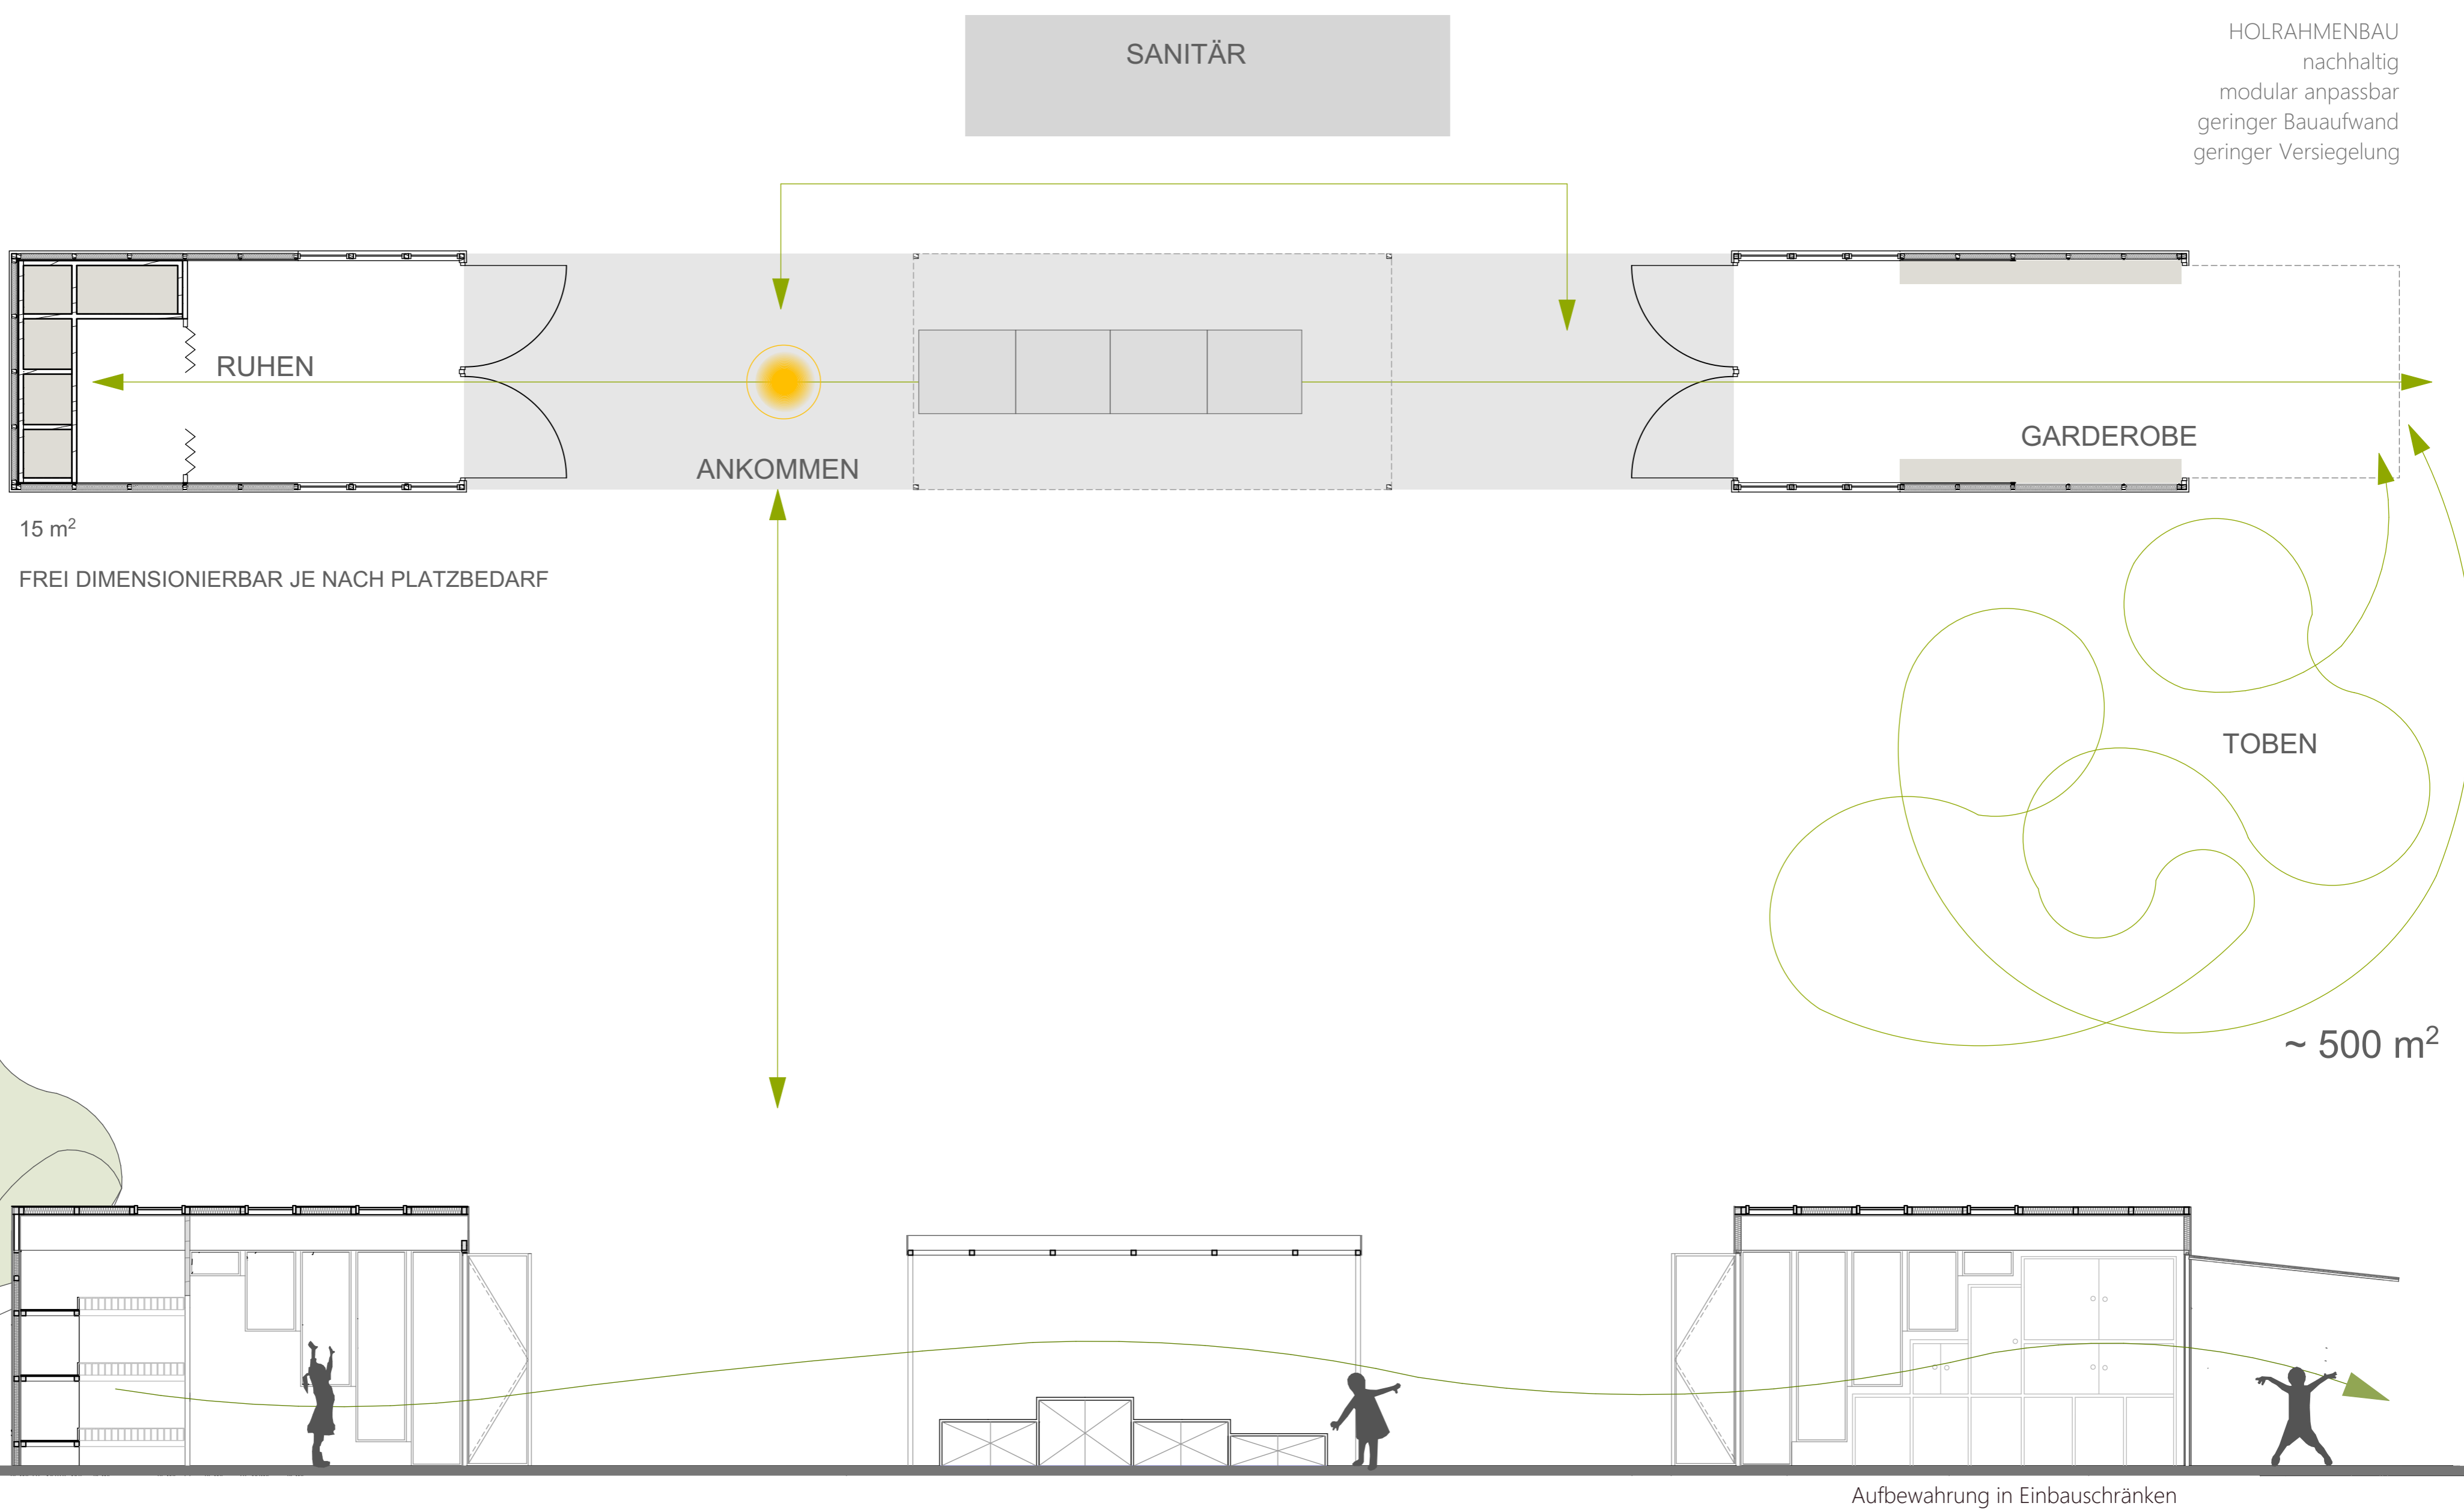 SANITÄR
HOLRAHMENBAU
nachhaltig
modular anpassbar
geringer Bauaufwand
geringer Versiegelung
RUHEN
ANKOMMEN
GARDEROBE
15 m²
FREI DIMENSIONIERBAR JE NACH PLATZBEDARF
TOBEN
~ 500 m²
Aufbewahrung in Einbauschränken